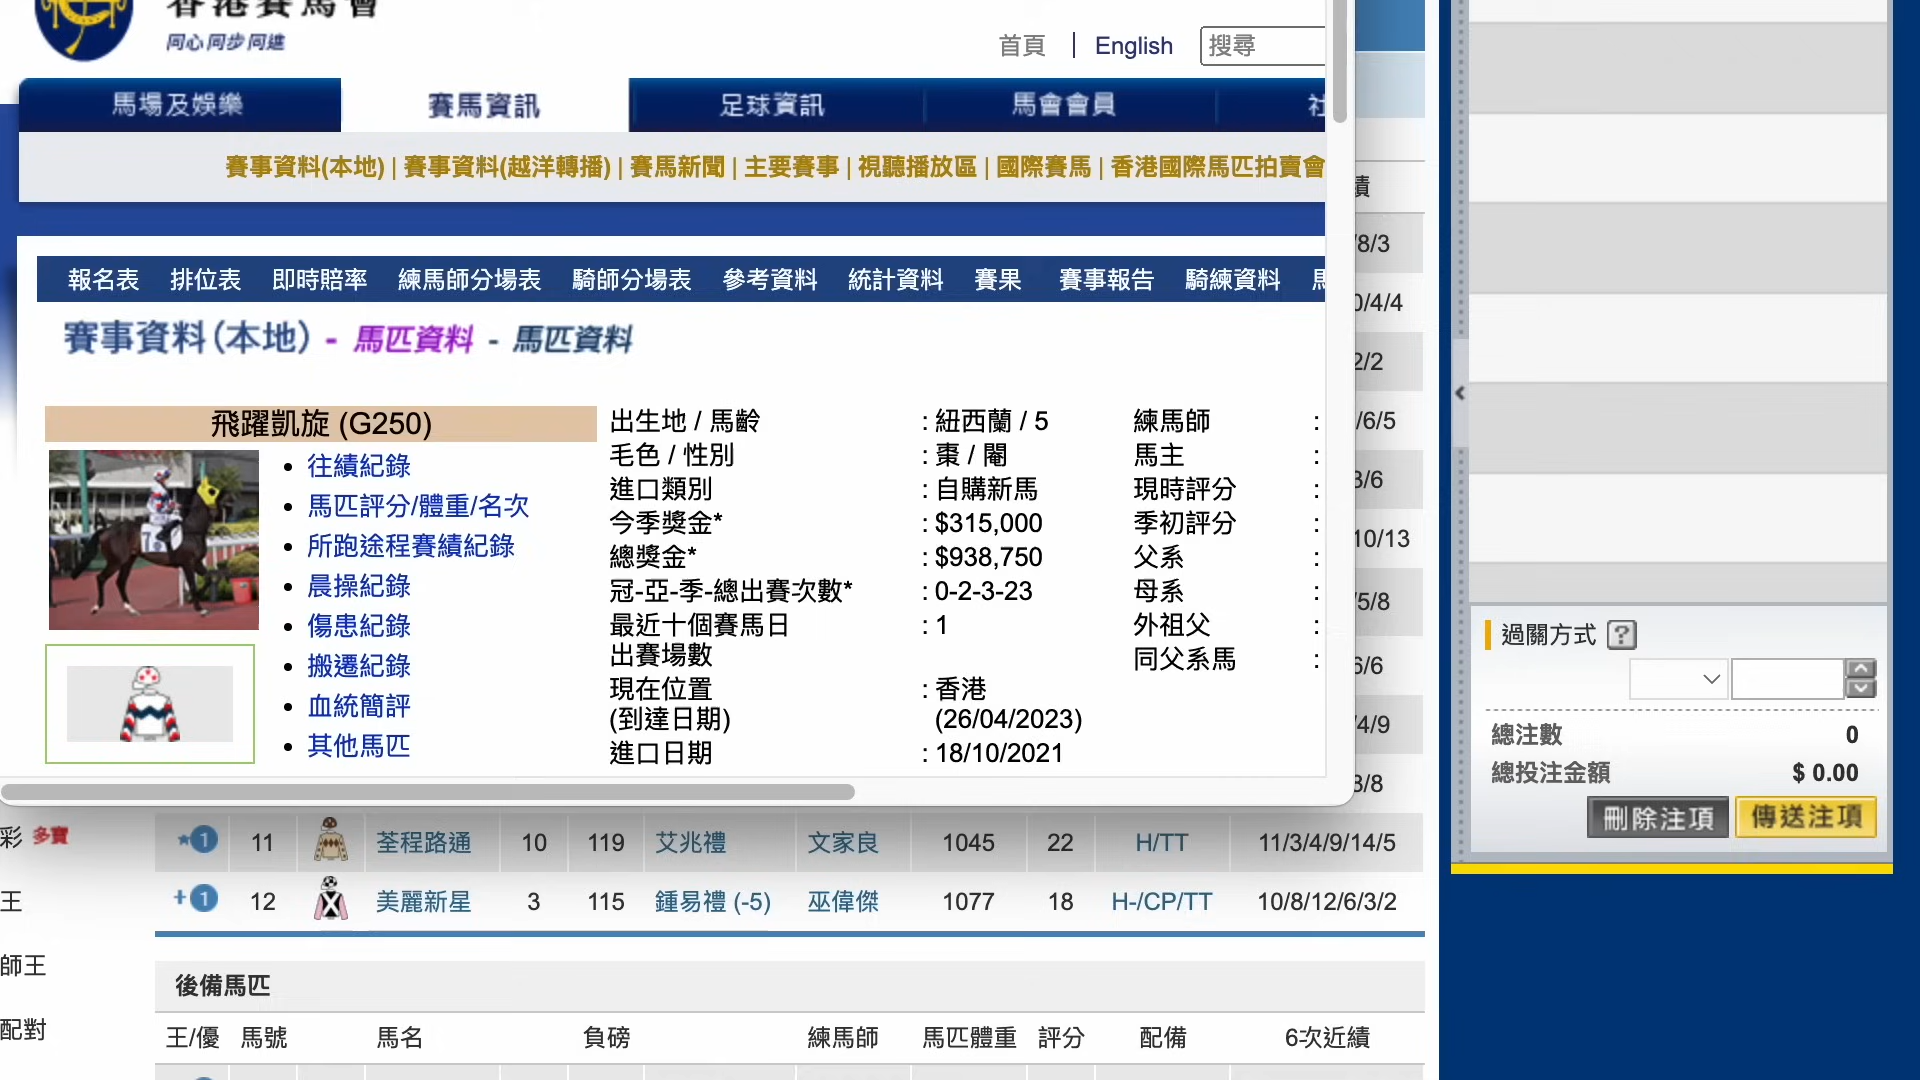 香港賽馬會
同心同步同進
首頁 | English 搜尋
馬場及娛樂 賽馬資訊 足球資訊 馬會會員 社
賽事資料(本地) | 賽事資料(越洋轉播) | 賽馬新聞 | 主要賽事 | 視聽播放區 | 國際賽馬 | 香港國際馬匹拍賣會
報名表 排位表 即時賠率 練馬師分場表 騎師分場表 參考資料 統計資料 賽果 賽事報告 騎練資料
賽事資料(本地) - 馬匹資料 - 馬匹資料
飛躍凱旋 (G250)
往績紀錄
馬匹評分/體重/名次
所跑途程賽績紀錄
晨操紀錄
傷患紀錄
搬遷紀錄
血統簡評
其他馬匹
出生地 / 馬齡 : 紐西蘭 / 5
毛色 / 性別 : 棗 / 閹
進口類別 : 自購新馬
今季獎金* : $315,000
總獎金* : $938,750
冠-亞-季-總出賽次數* : 0-2-3-23
最近十個賽馬日 : 1
出賽場數
現在位置 : 香港
(到達日期) (26/04/2023)
進口日期 : 18/10/2021
練馬師 :
馬主 :
現時評分 :
季初評分 :
父系 :
母系 :
外祖父 :
同父系馬 :
績
/8/3
0/4/4
2/2
/6/5
3/6
10/13
/5/8
6/6
4/9
3/8
彩 多寶
王
師王
配對
1 11 荃程路通 10 119 艾兆禮 文家良 1045 22 H/TT 11/3/4/9/14/5
+1 12 美麗新星 3 115 鍾易禮 (-5) 巫偉傑 1077 18 H-/CP/TT 10/8/12/6/3/2
後備馬匹
王/優 馬號 馬名 負磅 練馬師 馬匹體重 評分 配備 6次近績
過關方式 ?
總注數 0
總投注金額 $ 0.00
刪除注項 傳送注項